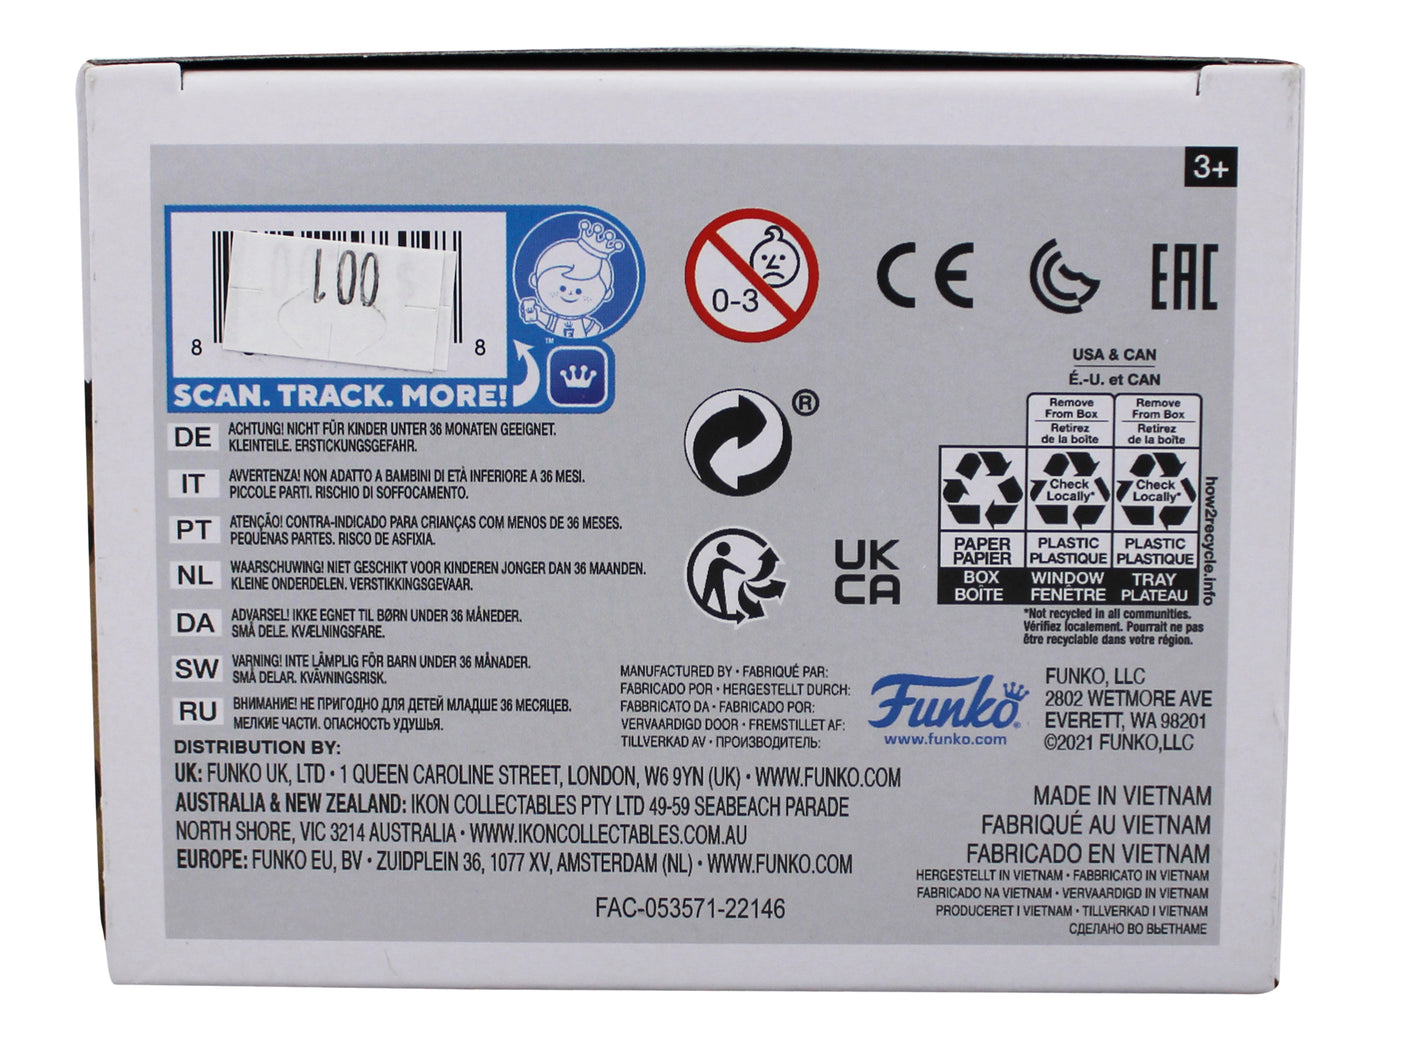 3+
100
8 8
™
SCAN. TRACK. MORE!
0-3
CE
EAC
USA & CAN
É.-U. et CAN
Remove
From Box
Retirez
de la boîte
Remove
From Box
Retirez
de la boîte
Check
Locally*
Check
Locally*
PAPER
PAPIER
PLASTIC
PLASTIQUE
PLASTIC
PLASTIQUE
BOX
BOÎTE
WINDOW
FENÊTRE
TRAY
PLATEAU
how2recycle.info
*Not recycled in all communities.
Vérifiez localement. Pourrait ne pas
être recyclable dans votre région.
®
UK
CA
DE ACHTUNG! NICHT FÜR KINDER UNTER 36 MONATEN GEEIGNET.
KLEINTEILE. ERSTICKUNGSGEFAHR.
IT AVVERTENZA! NON ADATTO A BAMBINI DI ETÀ INFERIORE A 36 MESI.
PICCOLE PARTI. RISCHIO DI SOFFOCAMENTO.
PT ATENÇÃO! CONTRA-INDICADO PARA CRIANÇAS COM MENOS DE 36 MESES.
PEQUENAS PARTES. RISCO DE ASFIXIA.
NL WAARSCHUWING! NIET GESCHIKT VOOR KINDEREN JONGER DAN 36 MAANDEN.
KLEINE ONDERDELEN. VERSTIKKINGSGEVAAR.
DA ADVARSEL! IKKE EGNET TIL BØRN UNDER 36 MÅNEDER.
SMÅ DELE. KVÆLNINGSFARE.
SW VARNING! INTE LÄMPLIG FÖR BARN UNDER 36 MÅNADER.
SMÅ DELAR. KVÄVNINGSRISK.
RU ВНИМАНИЕ! НЕ ПРИГОДНО ДЛЯ ДЕТЕЙ МЛАДШЕ 36 МЕСЯЦЕВ.
МЕЛКИЕ ЧАСТИ. ОПАСНОСТЬ УДУШЬЯ.
MANUFACTURED BY • FABRIQUÉ PAR:
FABRICADO POR • HERGESTELLT DURCH:
FABBRICATO DA • FABRICADO POR:
VERVAARDIGD DOOR • FREMSTILLET AF:
TILLVERKAD AV • ПРОИЗВОДИТЕЛЬ:
Funko®
www.funko.com
FUNKO, LLC
2802 WETMORE AVE
EVERETT, WA 98201
©2021 FUNKO,LLC
DISTRIBUTION BY:
UK: FUNKO UK, LTD • 1 QUEEN CAROLINE STREET, LONDON, W6 9YN (UK) • WWW.FUNKO.COM
AUSTRALIA & NEW ZEALAND: IKON COLLECTABLES PTY LTD 49-59 SEABEACH PARADE
NORTH SHORE, VIC 3214 AUSTRALIA • WWW.IKONCOLLECTABLES.COM.AU
EUROPE: FUNKO EU, BV • ZUIDPLEIN 36, 1077 XV, AMSTERDAM (NL) • WWW.FUNKO.COM
MADE IN VIETNAM
FABRIQUÉ AU VIETNAM
FABRICADO EN VIETNAM
HERGESTELLT IN VIETNAM • FABBRICATO IN VIETNAM
FABRICADO NA VIETNAM • VERVAARDIGD IN VIETNAM
PRODUCERET I VIETNAM • TILLVERKAD I VIETNAM
СДЕЛАНО ВО ВЬЕТНАМЕ
FAC-053571-22146